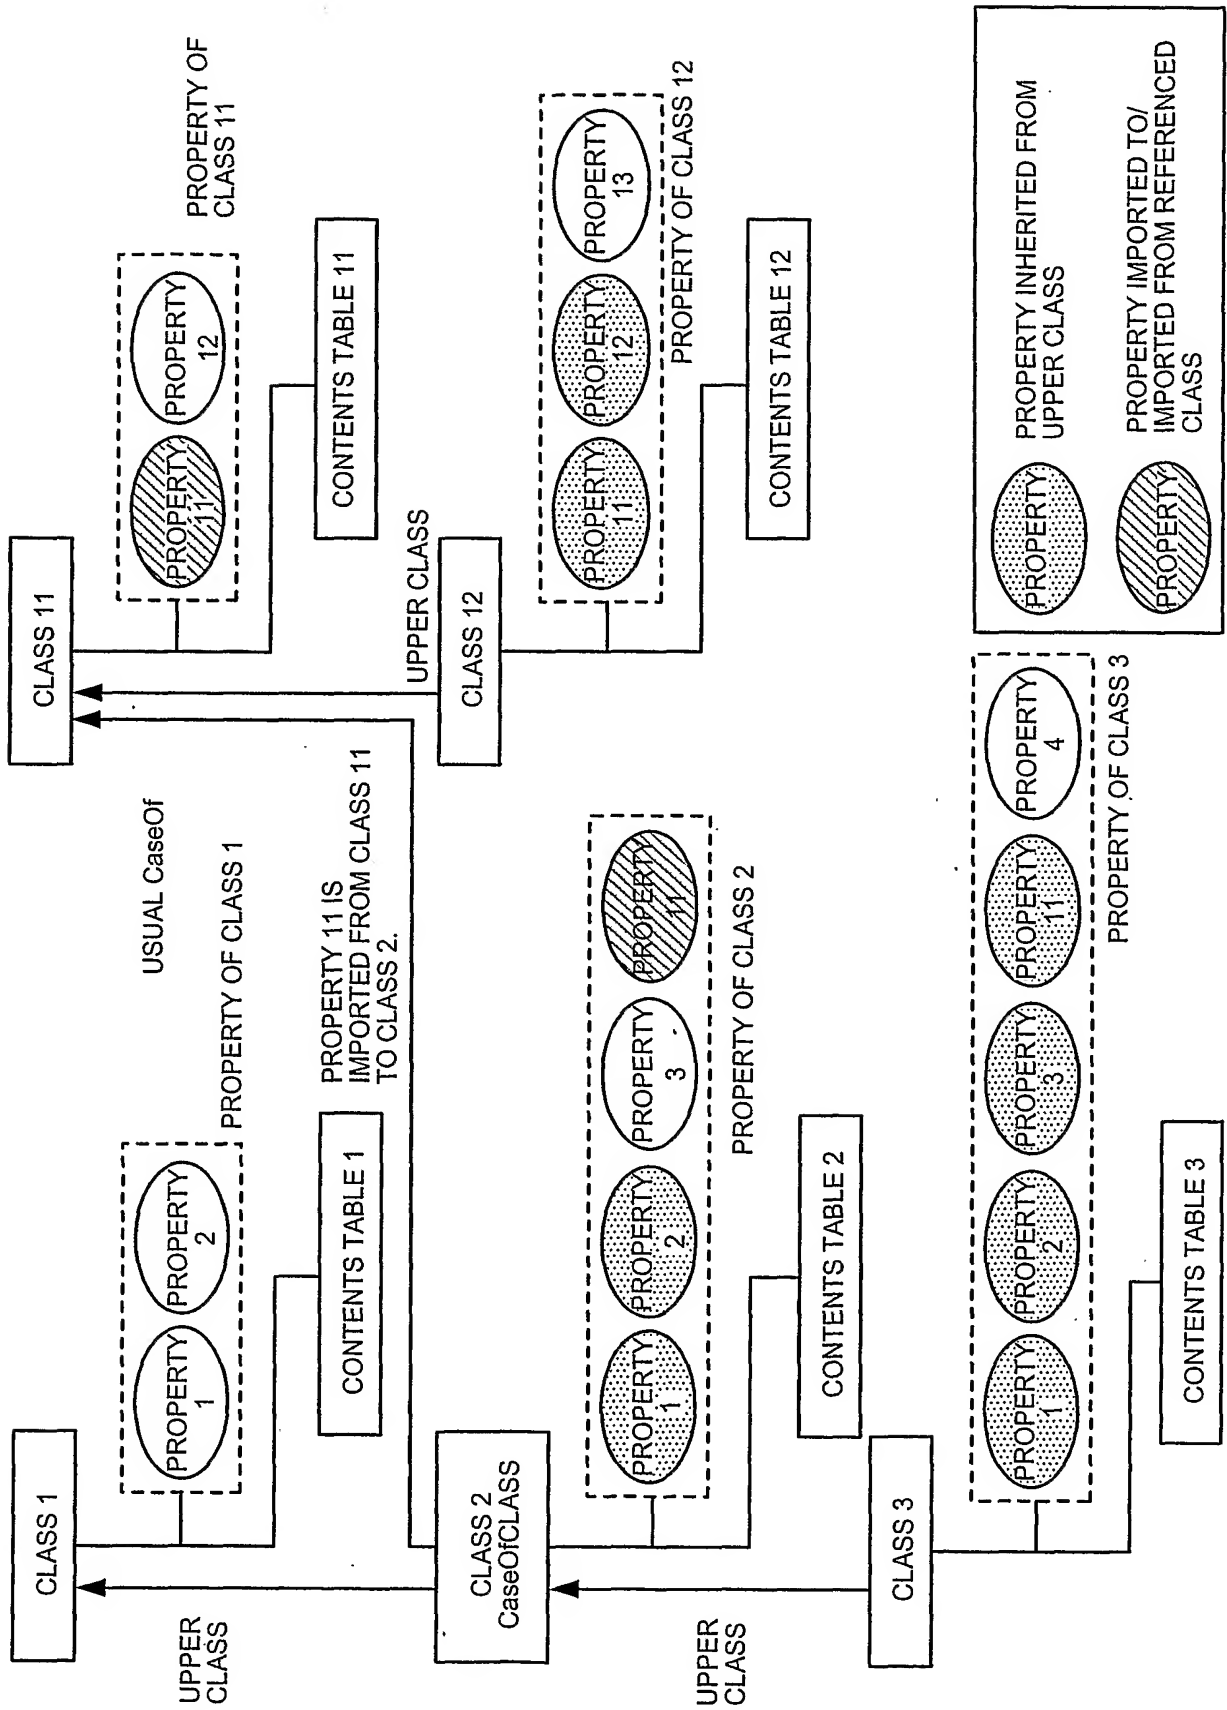 USUAL CaseOf
CLASS 1
PROPERTY
1
PROPERTY
2
PROPERTY OF CLASS 1
CONTENTS TABLE 1
UPPER
CLASS
PROPERTY 11 IS
IMPORTED FROM CLASS 11
TO CLASS 2.
CLASS 2
CaseOfCLASS
PROPERTY
1
PROPERTY
2
PROPERTY
3
PROPERTY
11
PROPERTY OF CLASS 2
CONTENTS TABLE 2
UPPER
CLASS
CLASS 3
PROPERTY
1
PROPERTY
2
PROPERTY
3
PROPERTY
11
PROPERTY
4
PROPERTY OF CLASS 3
CONTENTS TABLE 3
CLASS 11
PROPERTY
11
PROPERTY
12
PROPERTY OF
CLASS 11
CONTENTS TABLE 11
UPPER CLASS
CLASS 12
PROPERTY
11
PROPERTY
12
PROPERTY
13
PROPERTY OF CLASS 12
CONTENTS TABLE 12
PROPERTY
PROPERTY INHERITED FROM
UPPER CLASS
PROPERTY
PROPERTY IMPORTED TO/
IMPORTED FROM REFERENCED
CLASS